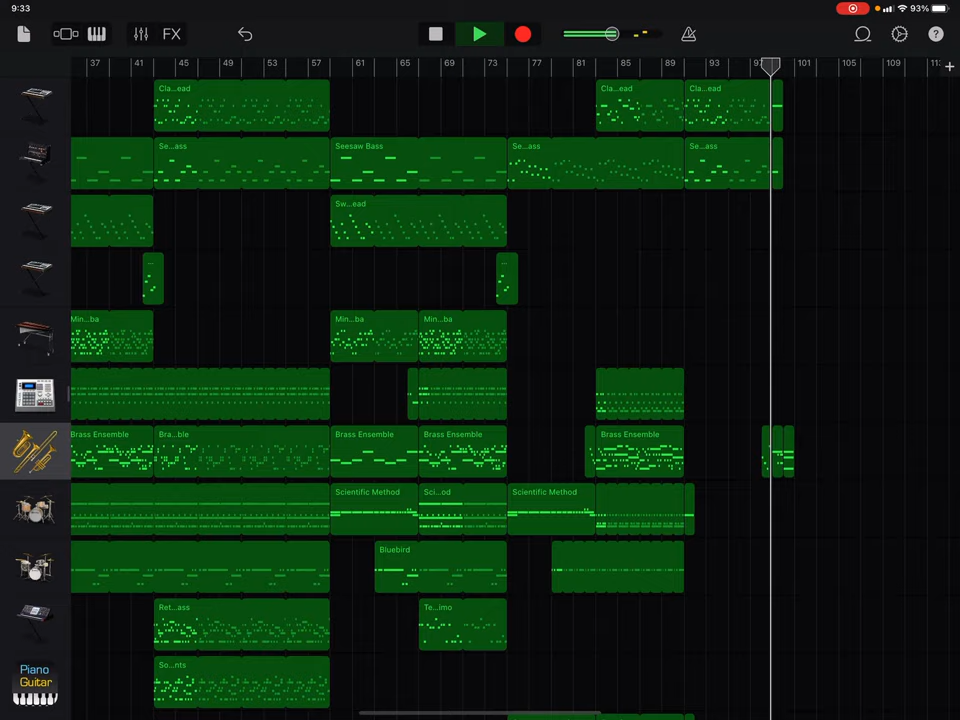 9:33
93%
FX
37 41 45 49 53 57 61 65 69 73 77 81 85 89 93 97 101 105 109
Cla...ead Cla...ead Cla...ead
Se...ass Seesaw Bass Se...ass Se...ass
Sw...ead
...
Min...ba Min...ba Min...ba
Brass Ensemble Bra...ble Brass Ensemble Brass Ensemble Brass Ensemble
Scientific Method Sci...od Scientific Method
Bluebird
Ret...ass Te...imo
So...nts
Piano
Guitar